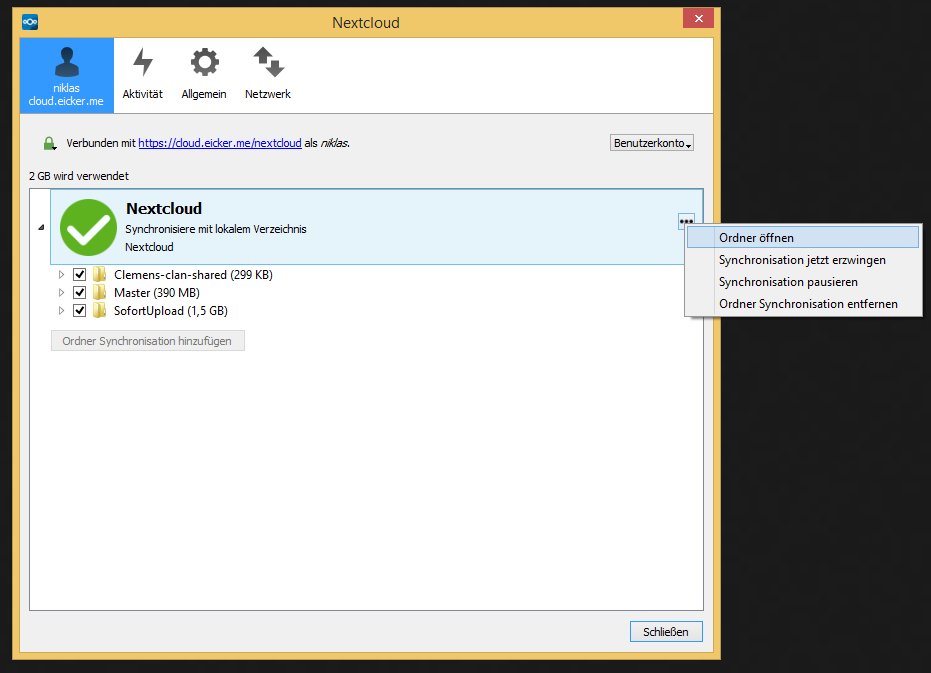 Nextcloud
niklas
cloud.eicker.me
Aktivität
Allgemein
Netzwerk
Verbunden mit https://cloud.eicker.me/nextcloud als niklas.
Benutzerkonto
2 GB wird verwendet
Nextcloud
Synchronisiere mit lokalem Verzeichnis
Nextcloud
Ordner öffnen
Synchronisation jetzt erzwingen
Synchronisation pausieren
Ordner Synchronisation entfernen
Clemens-clan-shared (299 KB)
Master (390 MB)
SofortUpload (1,5 GB)
Ordner Synchronisation hinzufügen
Schließen